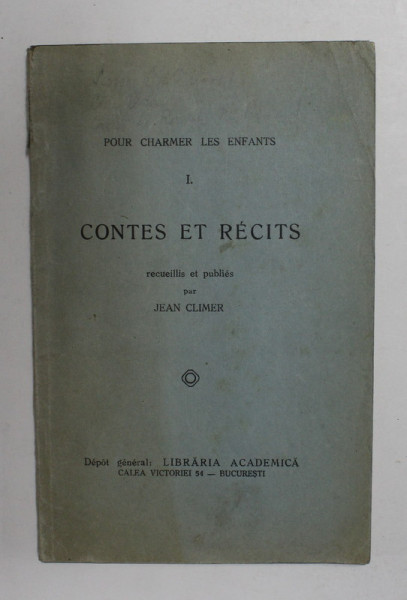 POUR CHARMER LES ENFANTS
I.
CONTES ET RÉCITS
recueillis et publiés
par
JEAN CLIMER
Dépôt général: LIBRĂRIA ACADEMICĂ
CALEA VICTORIEI 54 — BUCUREȘTI